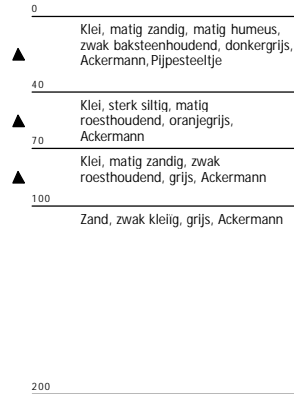 0
Klei, matig zandig, matig humeus,
zwak baksteenhoudend, donkergrijs,
Ackermann, Pijpesteeltje
40
Klei, sterk siltig, matig
roesthoudend, oranjegrijs,
Ackermann
70
Klei, matig zandig, zwak
roesthoudend, grijs, Ackermann
100
Zand, zwak kleiïg, grijs, Ackermann
200